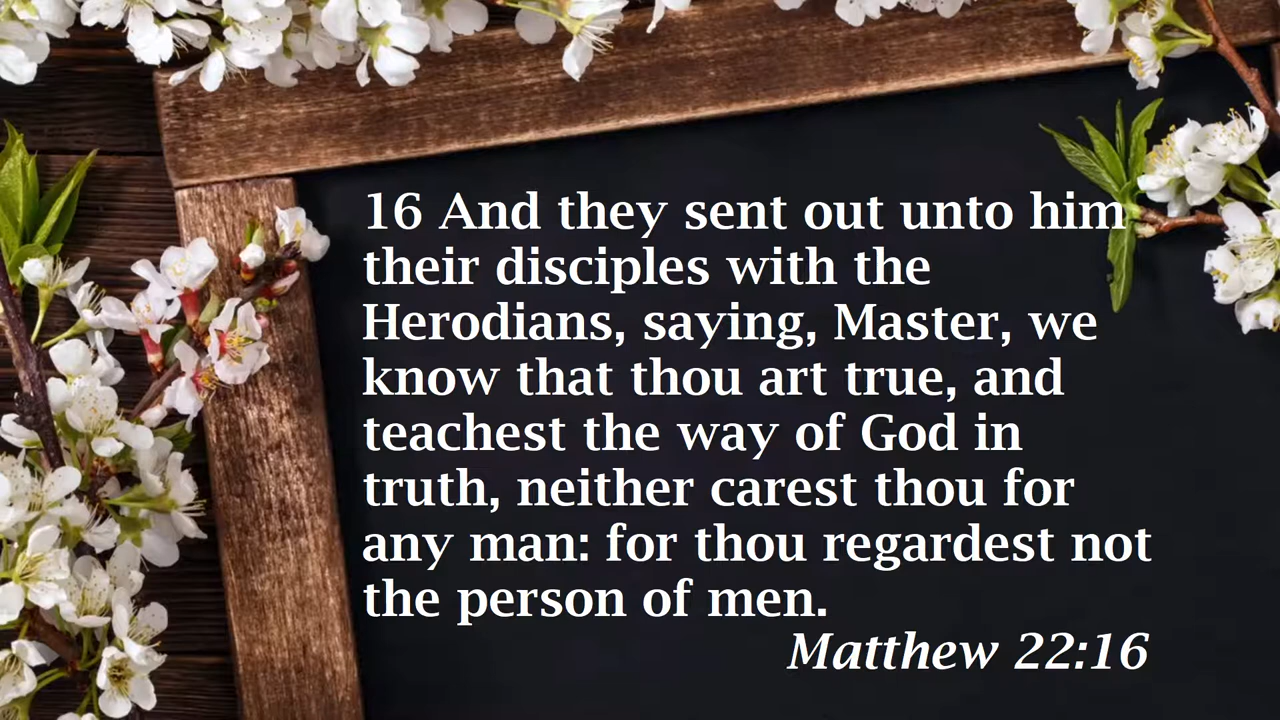 16 And they sent out unto him
their disciples with the
Herodians, saying, Master, we
know that thou art true, and
teachest the way of God in
truth, neither carest thou for
any man: for thou regardest not
the person of men.
Matthew 22:16